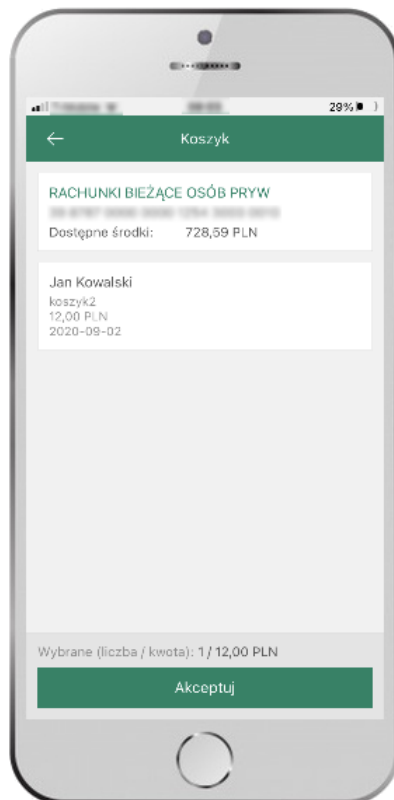 29%
Koszyk
RACHUNKI BIEŻĄCE OSÓB PRYW
Dostępne środki: 728,59 PLN
Jan Kowalski
koszyk2
12,00 PLN
2020-09-02
Wybrane (liczba / kwota): 1 / 12,00 PLN
Akceptuj